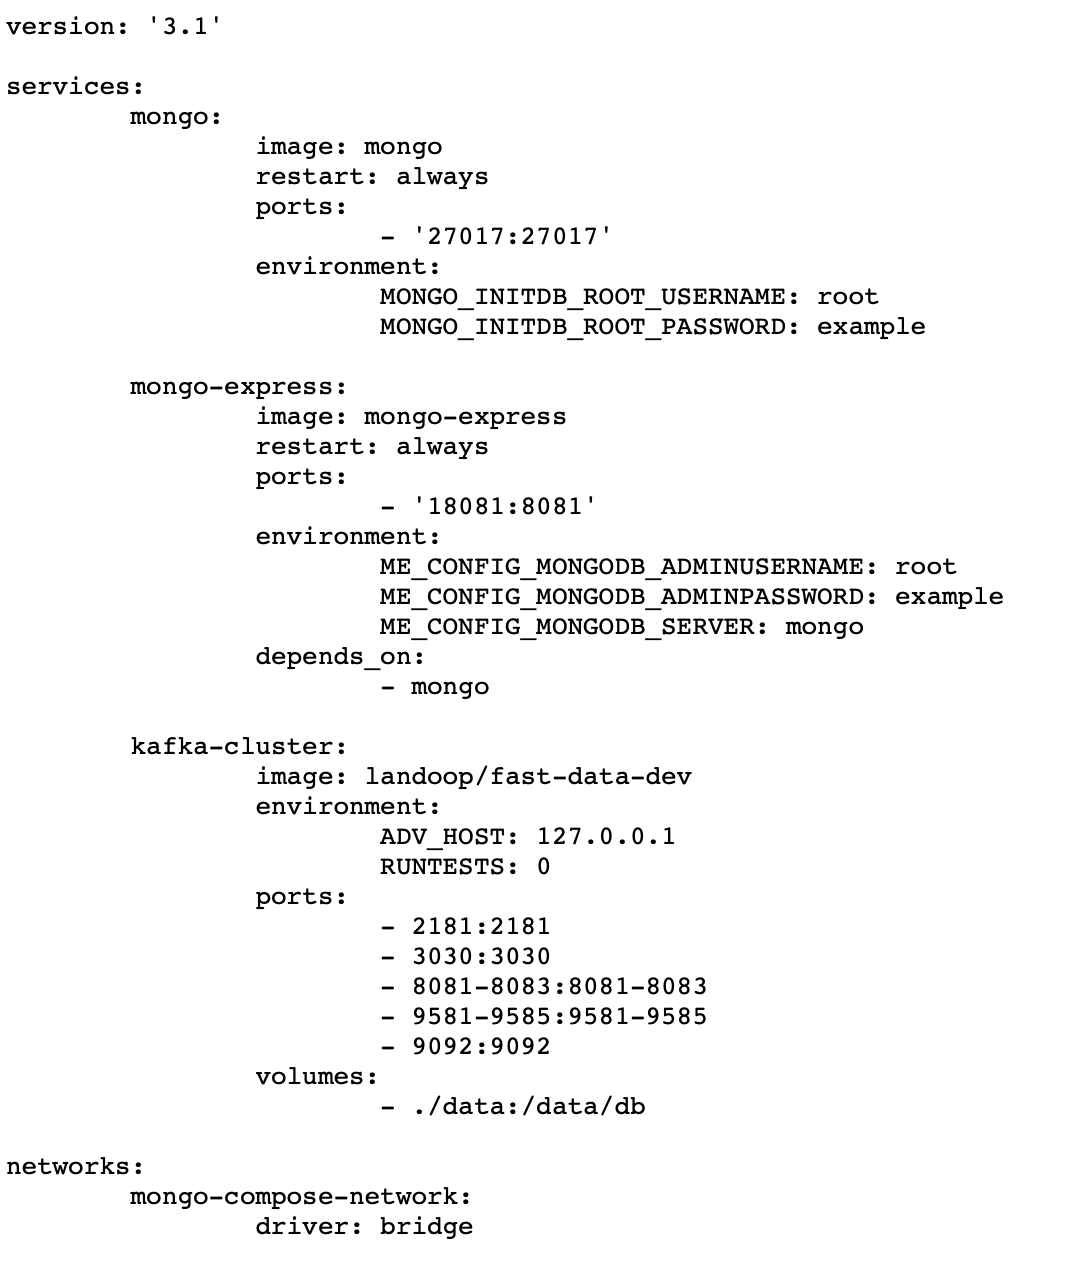 version: '3.1'

services:
        mongo:
                image: mongo
                restart: always
                ports:
                        - '27017:27017'
                environment:
                        MONGO_INITDB_ROOT_USERNAME: root
                        MONGO_INITDB_ROOT_PASSWORD: example

        mongo-express:
                image: mongo-express
                restart: always
                ports:
                        - '18081:8081'
                environment:
                        ME_CONFIG_MONGODB_ADMINUSERNAME: root
                        ME_CONFIG_MONGODB_ADMINPASSWORD: example
                        ME_CONFIG_MONGODB_SERVER: mongo
                depends_on:
                        - mongo

        kafka-cluster:
                image: landoop/fast-data-dev
                environment:
                        ADV_HOST: 127.0.0.1
                        RUNTESTS: 0
                ports:
                        - 2181:2181
                        - 3030:3030
                        - 8081-8083:8081-8083
                        - 9581-9585:9581-9585
                        - 9092:9092
                volumes:
                        - ./data:/data/db

networks:
        mongo-compose-network:
                driver: bridge